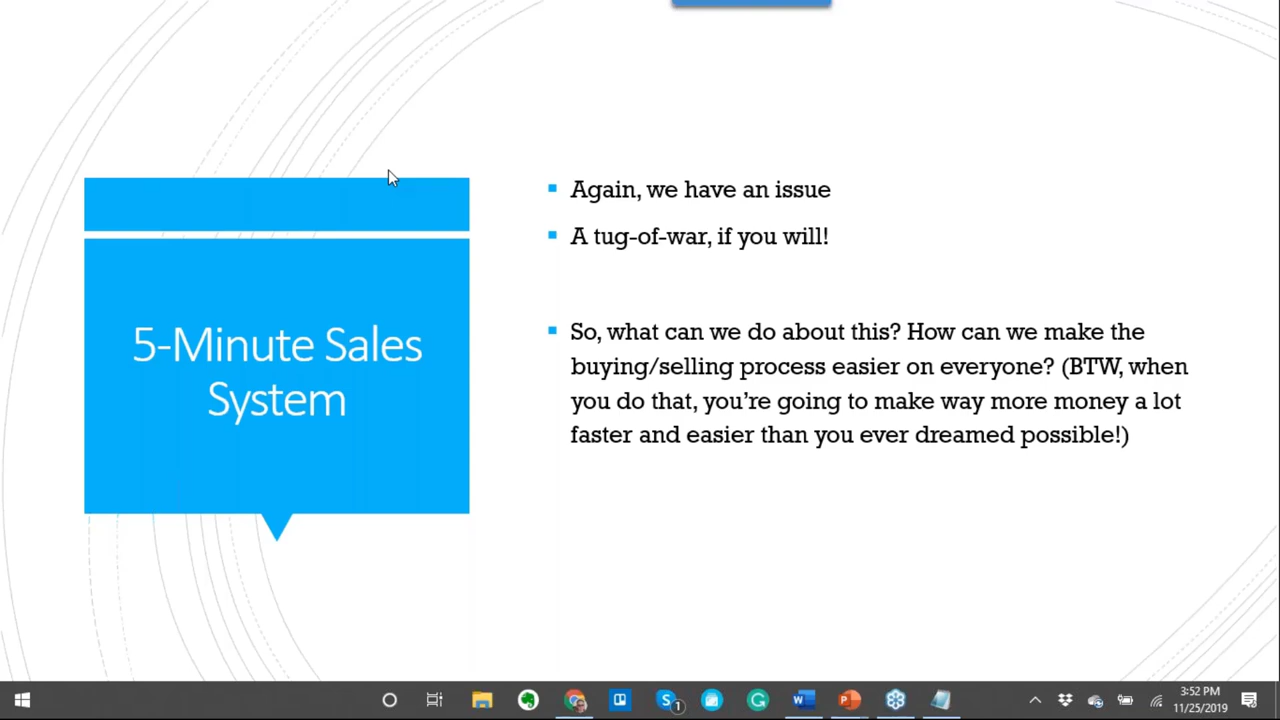 5-Minute Sales
System
Again, we have an issue
A tug-of-war, if you will!
So, what can we do about this? How can we make the
buying/selling process easier on everyone? (BTW, when
you do that, you're going to make way more money a lot
faster and easier than you ever dreamed possible!)
S 1
G
W
P
3:52 PM
11/25/2019